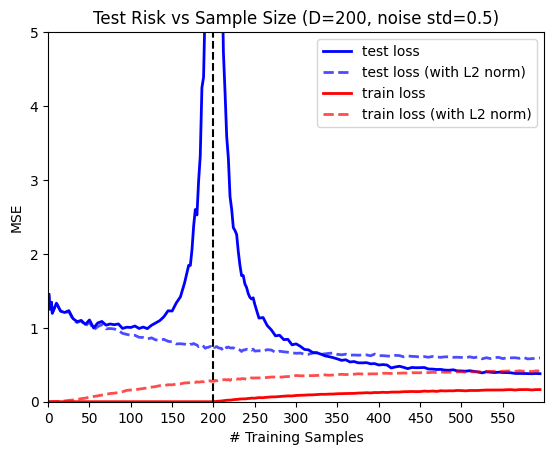 Test Risk vs Sample Size (D=200, noise std=0.5)
test loss
test loss (with L2 norm)
train loss
train loss (with L2 norm)
MSE
5
4
3
2
1
0
0 50 100 150 200 250 300 350 400 450 500 550
# Training Samples